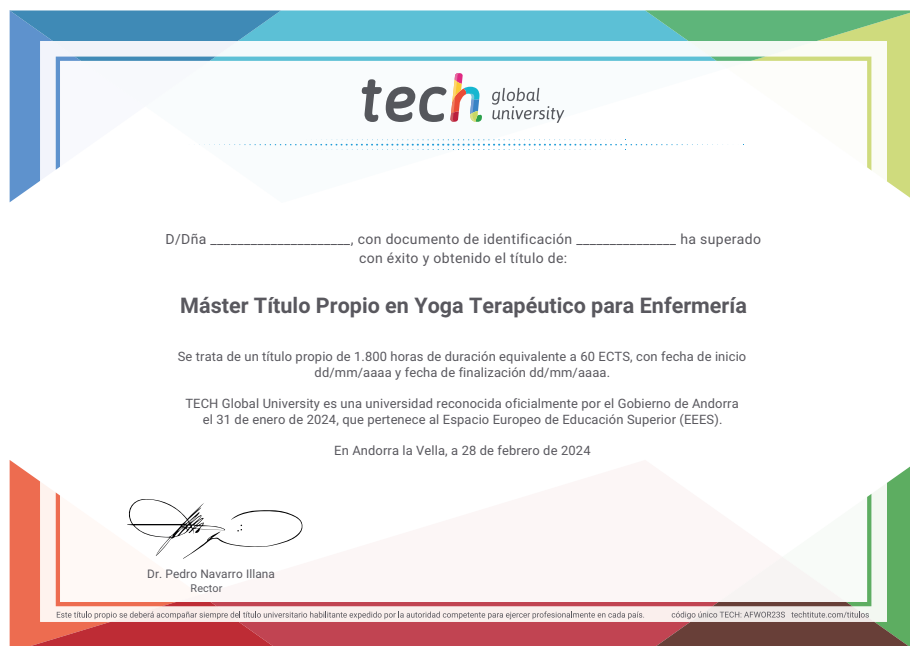 tech global
university
D/Dña ______________________, con documento de identificación _______________ ha superado
con éxito y obtenido el título de:
Máster Título Propio en Yoga Terapéutico para Enfermería
Se trata de un título propio de 1.800 horas de duración equivalente a 60 ECTS, con fecha de inicio
dd/mm/aaaa y fecha de finalización dd/mm/aaaa.
TECH Global University es una universidad reconocida oficialmente por el Gobierno de Andorra
el 31 de enero de 2024, que pertenece al Espacio Europeo de Educación Superior (EEES).
En Andorra la Vella, a 28 de febrero de 2024
Dr. Pedro Navarro Illana
Rector
Este título propio se deberá acompañar siempre del título universitario habilitante expedido por la autoridad competente para ejercer profesionalmente en cada país. código único TECH: AFWOR23S techtitute.com/titulos